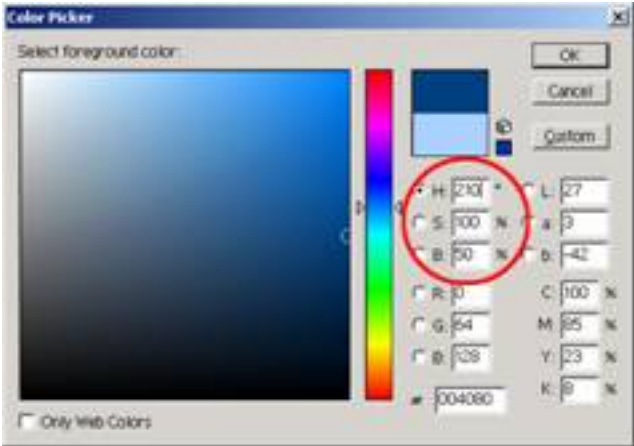 Color Picker
Select foreground color:
OK
Cancel
Custom
H: 210 °
S: 100 %
B: 50 %
R: 0
G: 64
B: 128
# 004080
L: 27
a: 3
b: -42
C: 100 %
M: 85 %
Y: 23 %
K: 8 %
Only Web Colors